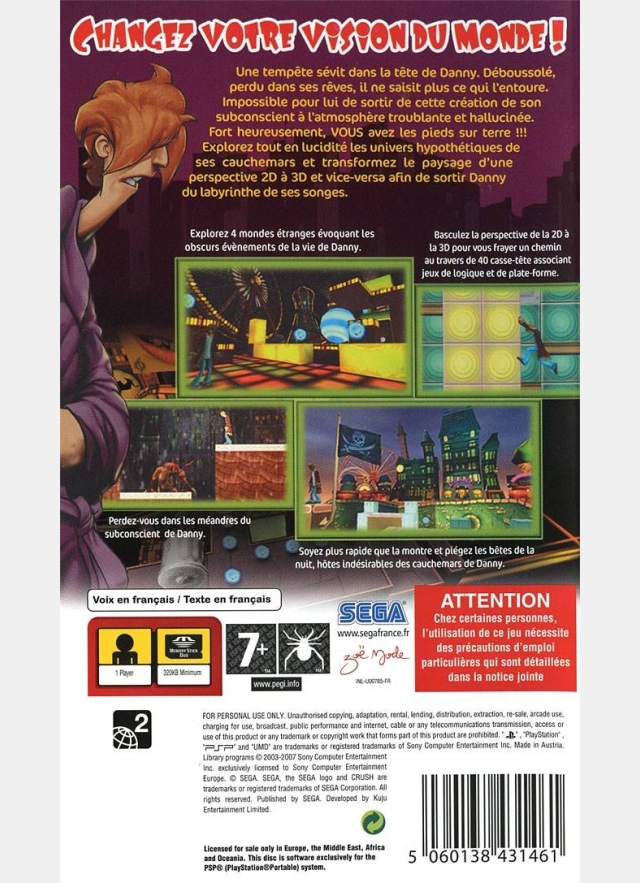 CHANGEZ VOTRE VISION DU MONDE !
Une tempête sévit dans la tête de Danny. Déboussolé,
perdu dans ses rêves, il ne saisit plus ce qui l'entoure.
Impossible pour lui de sortir de cette création de son
subconscient à l'atmosphère troublante et hallucinée.
Fort heureusement, VOUS avez les pieds sur terre !!!
Explorez tout en lucidité les univers hypothétiques de
ses cauchemars et transformez le paysage d'une
perspective 2D à 3D et vice-versa afin de sortir Danny
du labyrinthe de ses songes.
Explorez 4 mondes étranges évoquant les
obscurs évènements de la vie de Danny.
Basculez la perspective de la 2D à
la 3D pour vous frayer un chemin
au travers de 40 casse-tête associant
jeux de logique et de plate-forme.
Perdez-vous dans les méandres du
subconscient de Danny.
Soyez plus rapide que la montre et piégez les bêtes de la
nuit, hôtes indésirables des cauchemars de Danny.
Voix en français / Texte en français
1 Player
MEMORY STICK
DUO
320KB Minimum
7+
www.pegi.info
SEGA
www.segafrance.fr
zoë mode
INL-U00765-FR
ATTENTION
Chez certaines personnes,
l'utilisation de ce jeu nécessite
des précautions d'emploi
particulières qui sont détaillées
dans la notice jointe
2
FOR PERSONAL USE ONLY. Unauthorised copying, adaptation, rental, lending, distribution, extraction, re-sale, arcade use,
charging for use, broadcast, public performance and internet, cable or any telecommunications transmission, access or
use of this product or any trademark or copyright work that forms part of this product are prohibited. " ", "PlayStation",
"PSP" and "UMD" are trademarks or registered trademarks of Sony Computer Entertainment Inc. Made in Austria.
Library programs © 2003-2007 Sony Computer Entertainment
Inc. exclusively licensed to Sony Computer Entertainment
Europe. © SEGA. SEGA, the SEGA logo and CRUSH are
trademarks or registered trademarks of SEGA Corporation. All
rights reserved. Published by SEGA. Developed by Kuju
Entertainment Limited.
Licensed for sale only in Europe, the Middle East, Africa
and Oceania. This disc is software exclusively for the
PSP® (PlayStation®Portable) system.
5 060138 431461